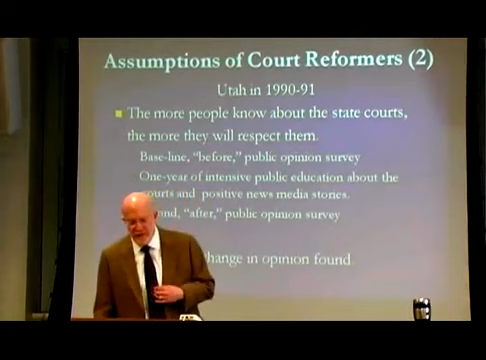 Assumptions of Court Reformers (2)
Utah in 1990-91
The more people know about the state courts,
the more they will respect them.
Base-line, “before,” public opinion survey
One-year of intensive public education about the
courts and positive news media stories.
“after,” public opinion survey
change in opinion found.